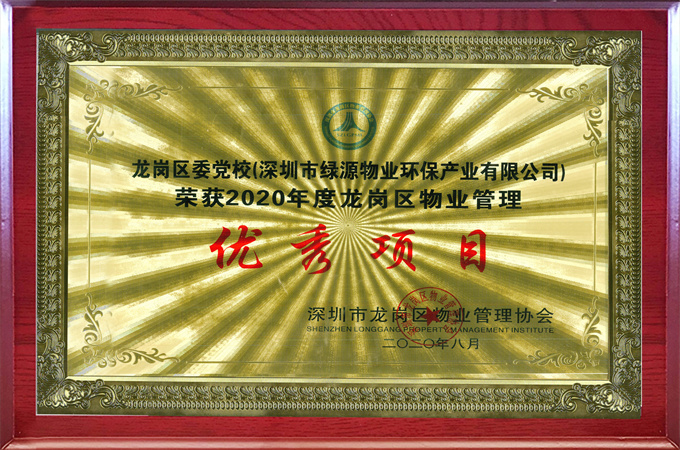 龙岗区委党校(深圳市绿源物业环保产业有限公司)
荣获2020年度龙岗区物业管理
优秀项目
深圳市龙岗区物业管理协会
SHENZHEN LONGGANG PROPERTY MANAGEMENT INSTITUTE
二〇二〇年八月